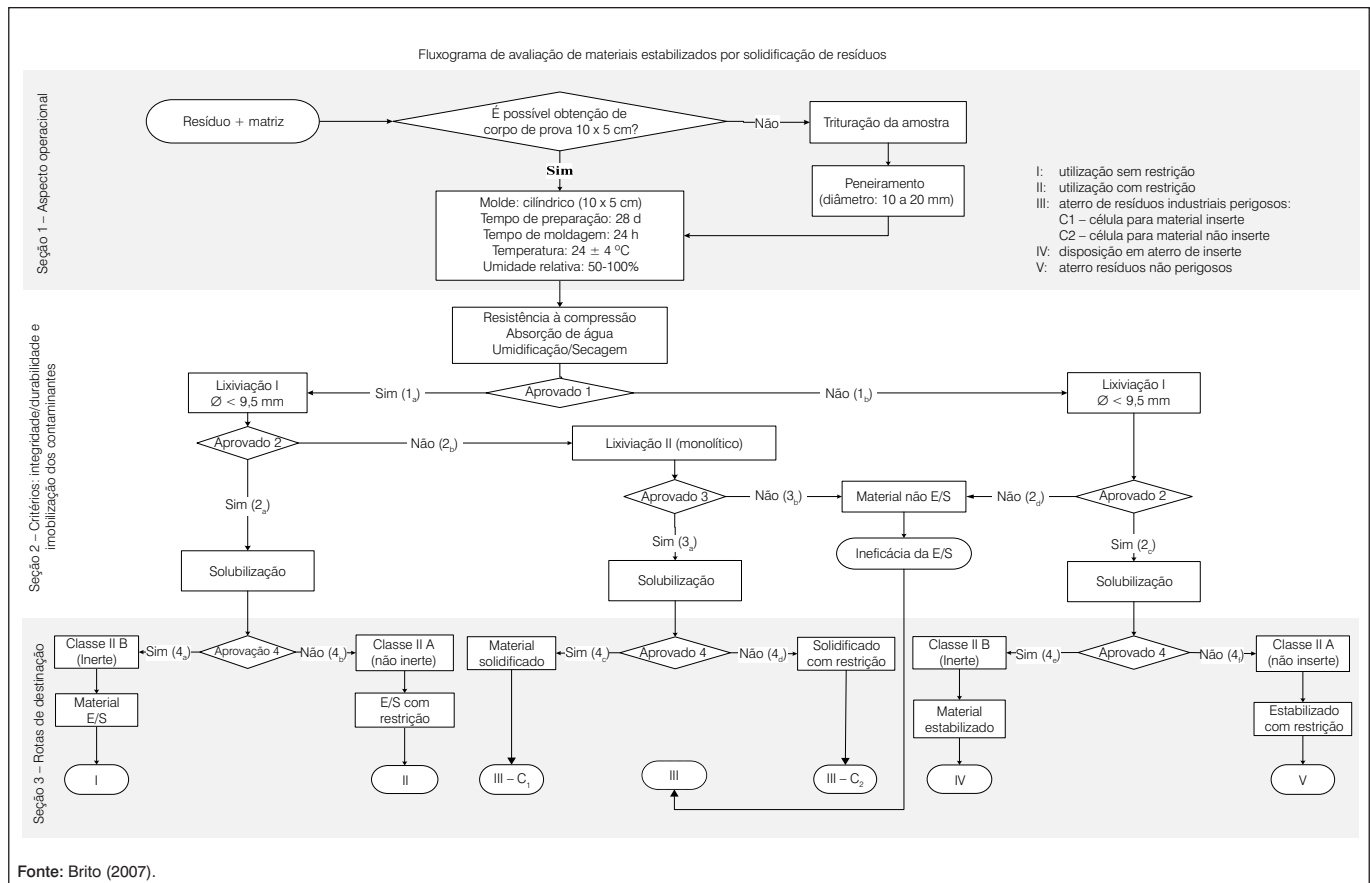 Fluxograma de avaliação de materiais estabilizados por solidificação de resíduos
Seção 1 – Aspecto operacional
Resíduo + matriz
É possível obtenção de
corpo de prova 10 x 5 cm?
Não
Trituração da amostra
Sim
Peneiramento
(diâmetro: 10 a 20 mm)
Molde: cilíndrico (10 x 5 cm)
Tempo de preparação: 28 d
Tempo de moldagem: 24 h
Temperatura: 24 ± 4 ºC
Umidade relativa: 50-100%
I: utilização sem restrição
II: utilização com restrição
III: aterro de resíduos industriais perigosos:
C1 – célula para material inserte
C2 – célula para material não inserte
IV: disposição em aterro de inserte
V: aterro resíduos não perigosos
Seção 2 – Critérios: integridade/durabilidade e
imobilização dos contaminantes
Resistência à compressão
Absorção de água
Umidificação/Secagem
Aprovado 1
Sim (1a)
Não (1b)
Lixiviação I
Ø < 9,5 mm
Lixiviação I
Ø < 9,5 mm
Aprovado 2
Não (2b)
Lixiviação II (monolítico)
Sim (2a)
Aprovado 3
Não (3b)
Material não E/S
Não (2d)
Aprovado 2
Sim (3a)
Ineficácia da E/S
Sim (2c)
Solubilização
Solubilização
Solubilização
Seção 3 – Rotas de destinação
Classe II B
(Inerte)
Sim (4a)
Aprovação 4
Não (4b)
Classe II A
(não inerte)
Material
solidificado
Sim (4c)
Aprovado 4
Não (4d)
Solidificado
com restrição
Classe II B
(Inerte)
Sim (4e)
Aprovado 4
Não (4f)
Classe II A
(não inserte)
Material
E/S
E/S com
restrição
Material
estabilizado
Estabilizado
com restrição
I
II
III – C1
III
III – C2
IV
V
Fonte: Brito (2007).